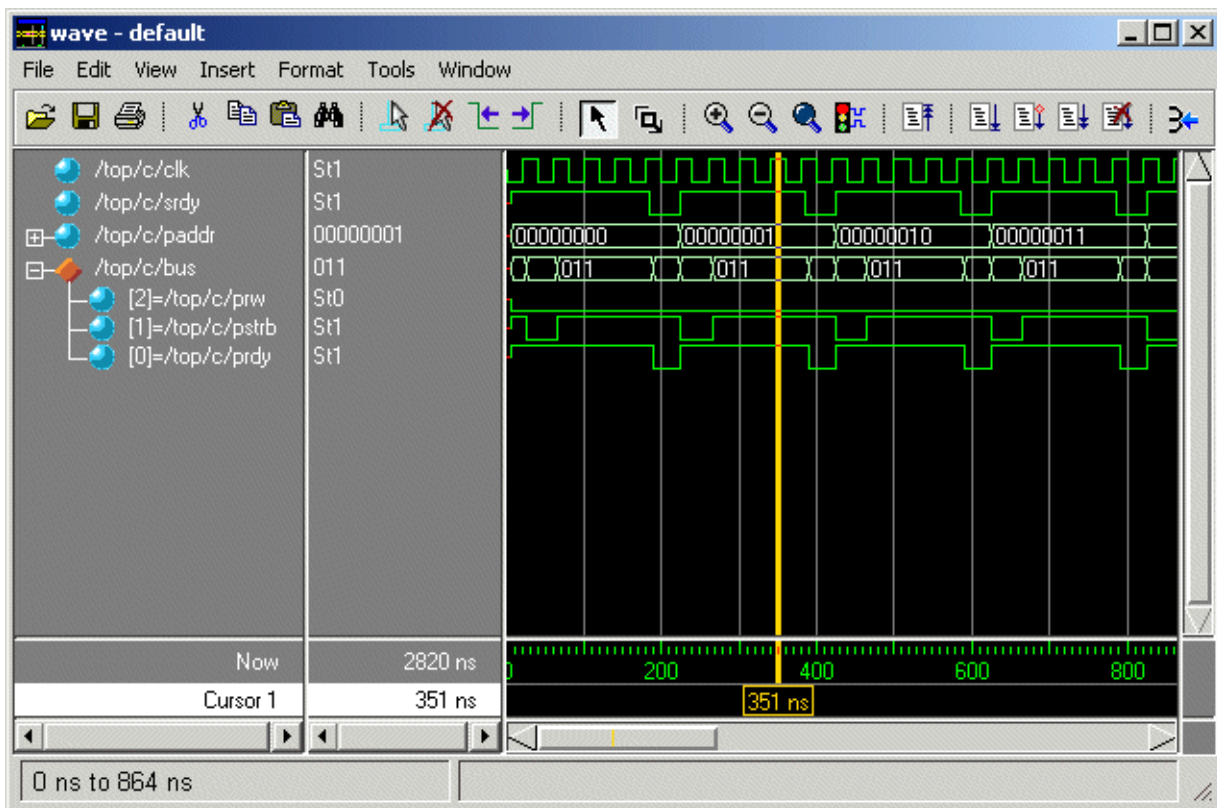 wave - default
File Edit View Insert Format Tools Window
/top/c/clk St1
/top/c/srdy St1
/top/c/paddr 00000001 00000000 00000001 00000010 00000011
/top/c/bus 011 011 011 011 011
[2]=/top/c/prw St0
[1]=/top/c/pstrb St1
[0]=/top/c/prdy St1
Now 2820 ns 0 200 400 600 800
Cursor 1 351 ns 351 ns
0 ns to 864 ns